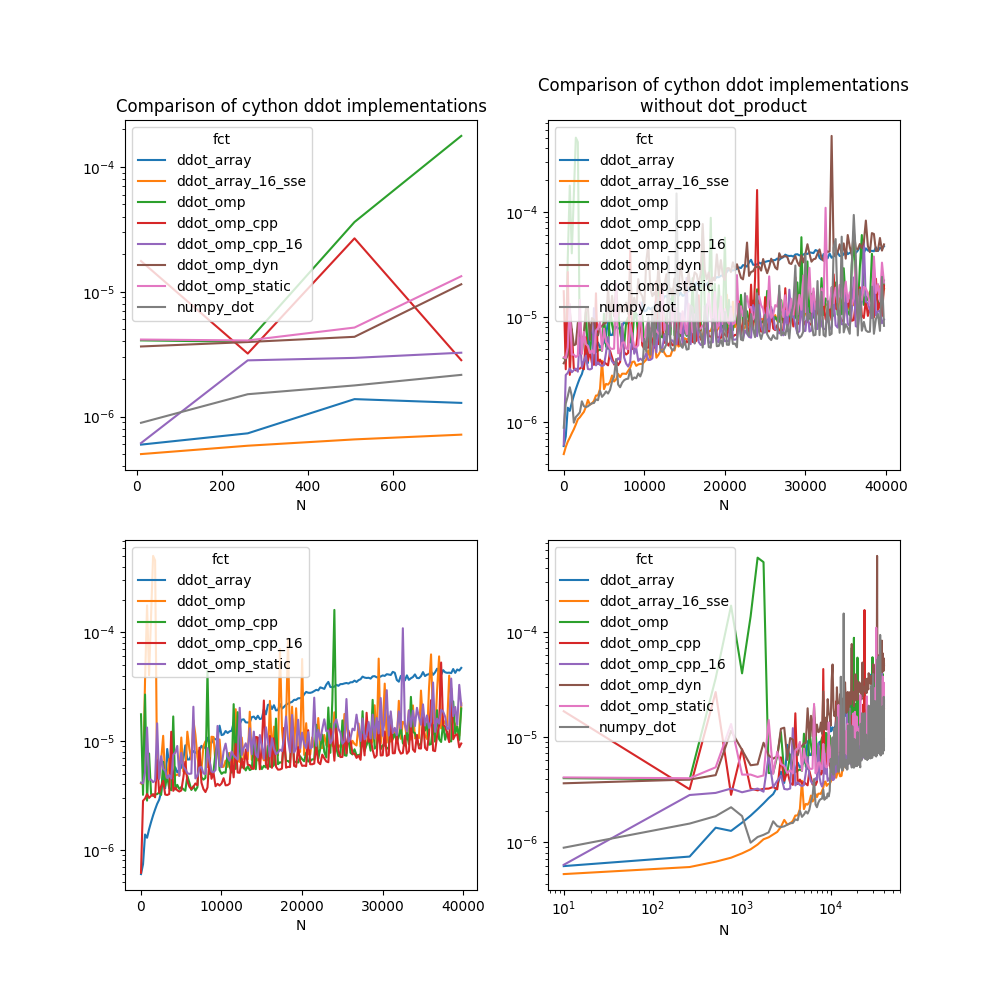 Comparison of cython ddot implementations
fct
ddot_array
ddot_array_16_sse
ddot_omp
ddot_omp_cpp
ddot_omp_cpp_16
ddot_omp_dyn
ddot_omp_static
numpy_dot
10⁻⁴
10⁻⁵
10⁻⁶
0 200 400 600
N
Comparison of cython ddot implementations
without dot_product
fct
ddot_array
ddot_array_16_sse
ddot_omp
ddot_omp_cpp
ddot_omp_cpp_16
ddot_omp_dyn
ddot_omp_static
numpy_dot
10⁻⁴
10⁻⁵
10⁻⁶
0 10000 20000 30000 40000
N
fct
ddot_array
ddot_omp
ddot_omp_cpp
ddot_omp_cpp_16
ddot_omp_static
10⁻⁴
10⁻⁵
10⁻⁶
0 10000 20000 30000 40000
N
fct
ddot_array
ddot_array_16_sse
ddot_omp
ddot_omp_cpp
ddot_omp_cpp_16
ddot_omp_dyn
ddot_omp_static
numpy_dot
10⁻⁴
10⁻⁵
10⁻⁶
10¹ 10² 10³ 10⁴
N